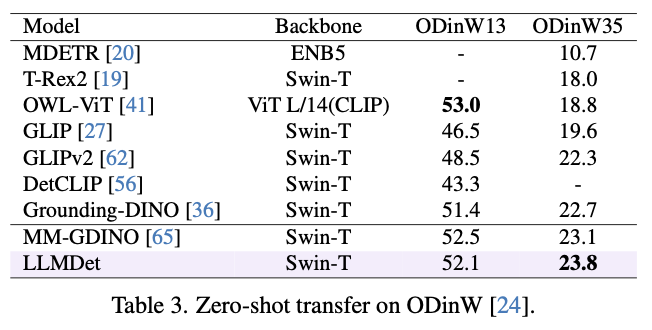 Model Backbone ODinW13 ODinW35
MDETR [20] ENB5 - 10.7
T-Rex2 [19] Swin-T - 18.0
OWL-ViT [41] ViT L/14(CLIP) 53.0 18.8
GLIP [27] Swin-T 46.5 19.6
GLIPv2 [62] Swin-T 48.5 22.3
DetCLIP [56] Swin-T 43.3 -
Grounding-DINO [36] Swin-T 51.4 22.7
MM-GDINO [65] Swin-T 52.5 23.1
LLMDet Swin-T 52.1 23.8
Table 3. Zero-shot transfer on ODinW [24].